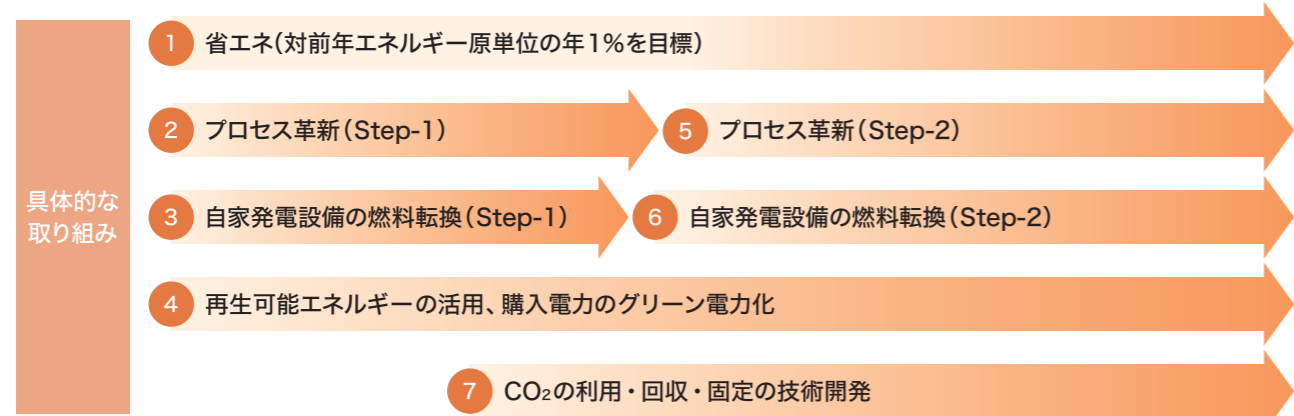 具体的な
取り組み
1 省エネ（対前年エネルギー原単位の年1%を目標）
2 プロセス革新（Step-1）
5 プロセス革新（Step-2）
3 自家発電設備の燃料転換（Step-1）
6 自家発電設備の燃料転換（Step-2）
4 再生可能エネルギーの活用、購入電力のグリーン電力化
7 CO₂の利用・回収・固定の技術開発